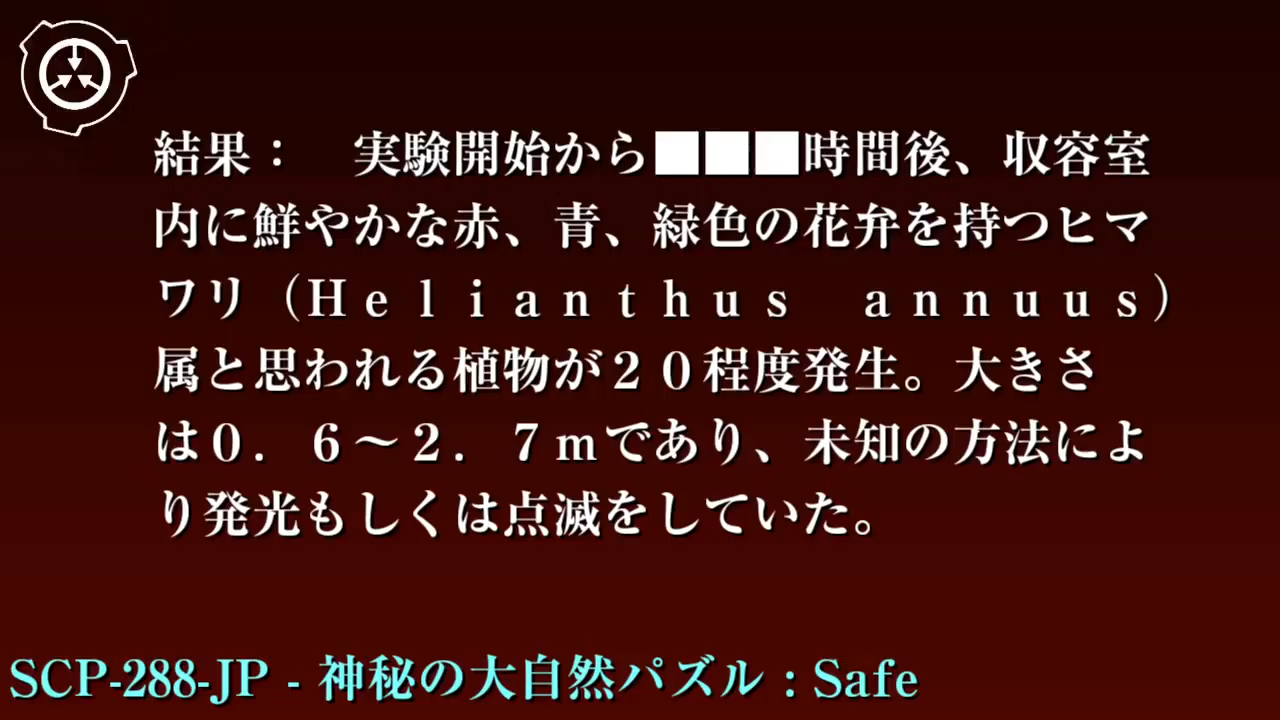 結果：　実験開始から■■■時間後、収容室
内に鮮やかな赤、青、緑色の花弁を持つヒマ
ワリ（Ｈｅｌｉａｎｔｈｕｓ　ａｎｎｕｕｓ）
属と思われる植物が２０程度発生。大きさ
は０．６～２．７ｍであり、未知の方法によ
り発光もしくは点滅をしていた。
SCP-288-JP - 神秘の大自然パズル : Safe